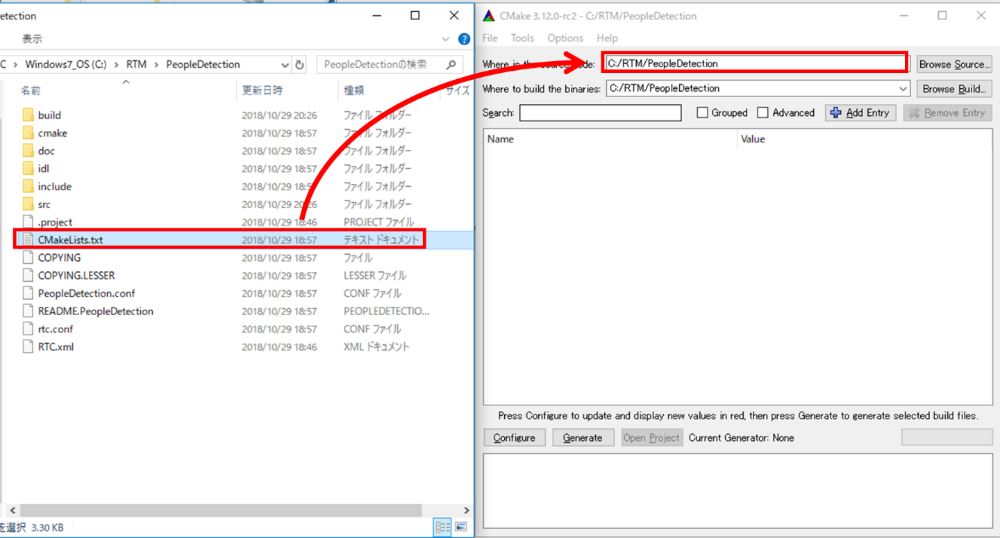 etection
表示
C > Windows7_OS (C:) > RTM > PeopleDetection
PeopleDetectionの検索
名前 更新日時 種類 サイズ
build 2018/10/29 20:26 ファイル フォルダー
cmake 2018/10/29 18:57 ファイル フォルダー
doc 2018/10/29 18:57 ファイル フォルダー
idl 2018/10/29 18:57 ファイル フォルダー
include 2018/10/29 18:57 ファイル フォルダー
src 2018/10/29 20:26 ファイル フォルダー
.project 2018/10/29 18:46 PROJECT ファイル
CMakeLists.txt 2018/10/29 18:57 テキスト ドキュメント
COPYING 2018/10/29 18:57 ファイル
COPYING.LESSER 2018/10/29 18:57 LESSER ファイル
PeopleDetection.conf 2018/10/29 18:57 CONF ファイル
README.PeopleDetection 2018/10/29 18:57 PEOPLEDETECTIO...
rtc.conf 2018/10/29 18:57 CONF ファイル
RTC.xml 2018/10/29 18:46 XML ドキュメント
を選択 3.30 KB
CMake 3.12.0-rc2 - C:/RTM/PeopleDetection
File Tools Options Help
Where is the source code: C:/RTM/PeopleDetection Browse Source...
Where to build the binaries: C:/RTM/PeopleDetection Browse Build...
Search: Grouped Advanced Add Entry Remove Entry
Name Value
Press Configure to update and display new values in red, then press Generate to generate selected build files.
Configure Generate Open Project Current Generator: None